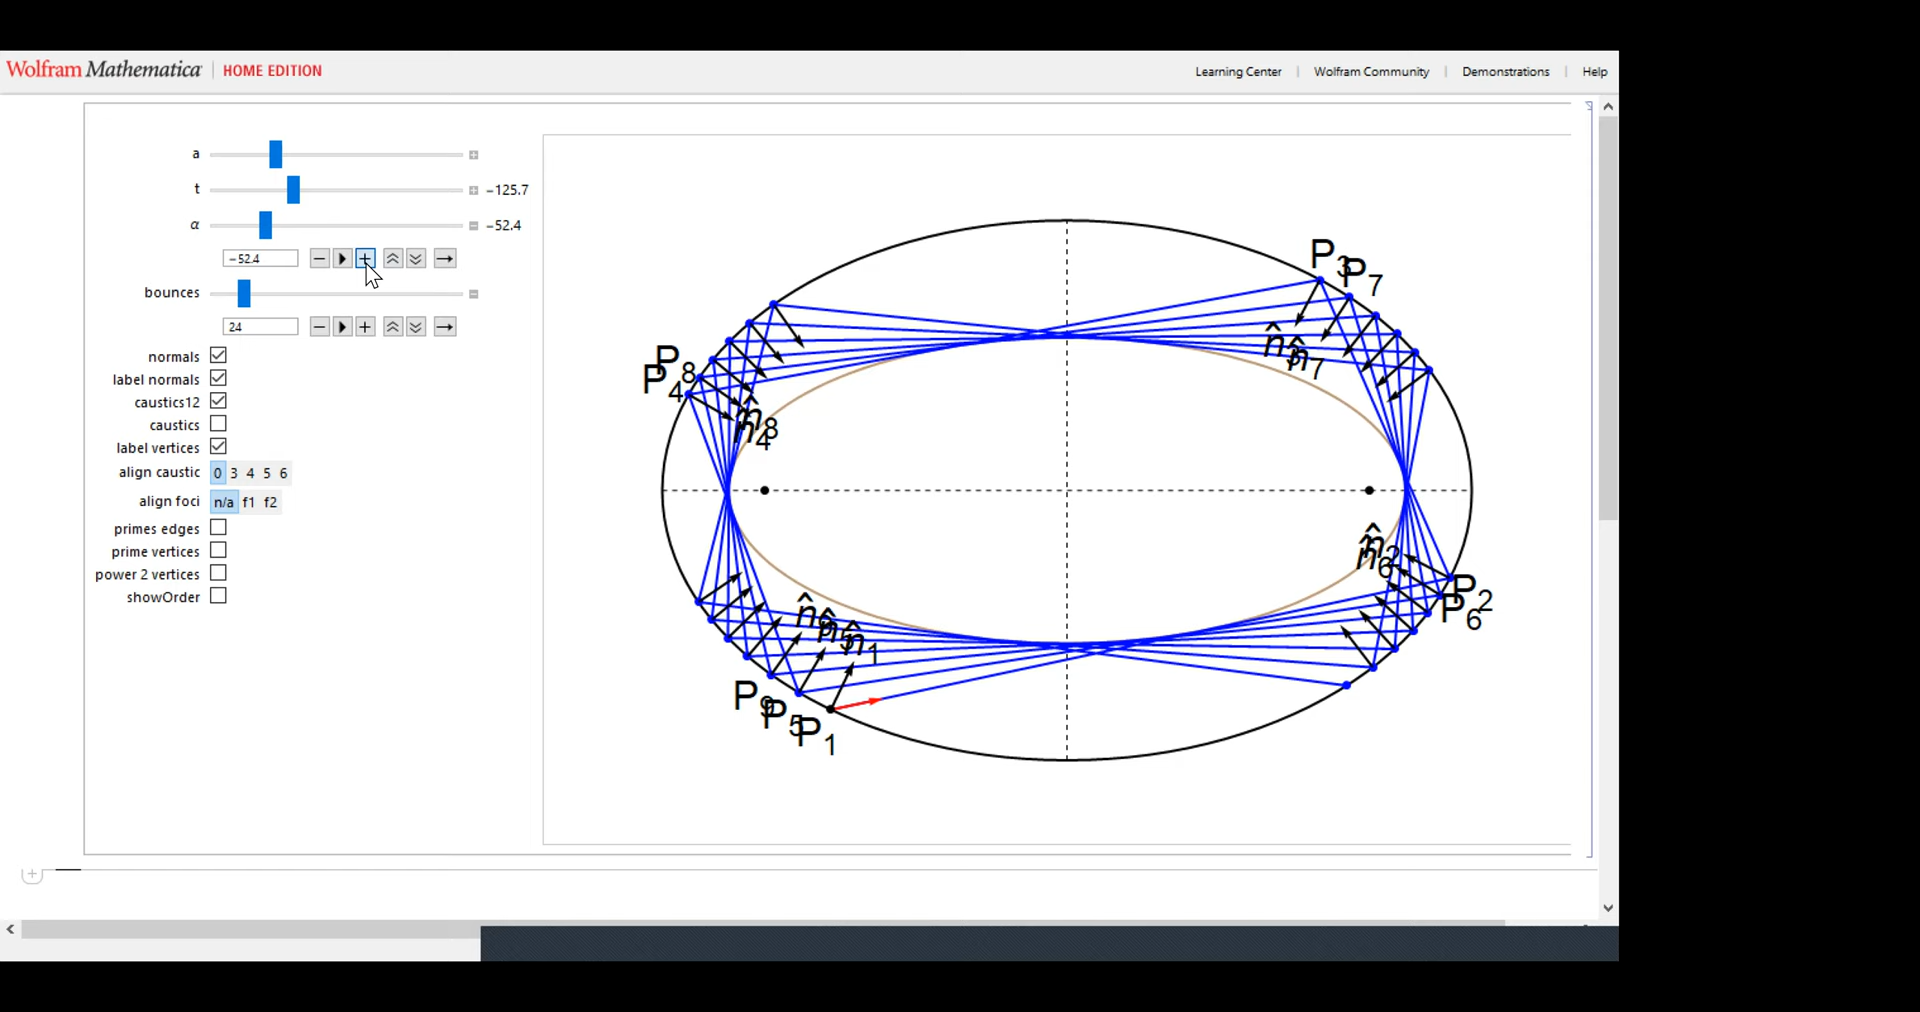 Wolfram Mathematica | HOME EDITION
Learning Center | Wolfram Community | Demonstrations | Help
a
t −125.7
α −52.4
−52.4
bounces
24
normals
label normals
caustics12
caustics
label vertices
align caustic 0 3 4 5 6
align foci n/a f1 f2
primes edges
prime vertices
power 2 vertices
showOrder
P3
P7
P8
P4
n̂3
n̂7
n̂8
n̂4
n̂2
n̂6
P2
P6
n̂9
n̂5
n̂1
P9
P5
P1